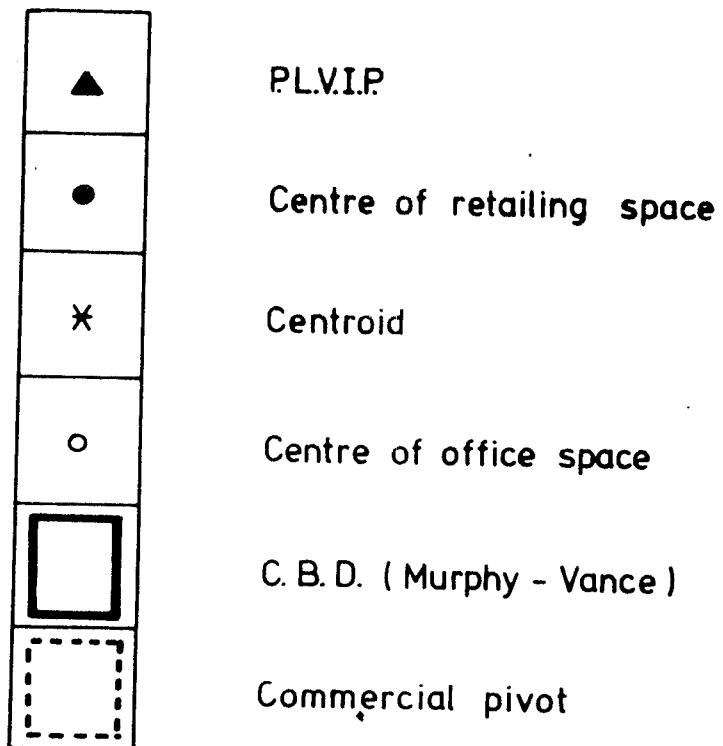 P.L.V.I.P.
Centre of retailing space
Centroid
Centre of office space
C. B. D. ( Murphy - Vance )
Commercial pivot